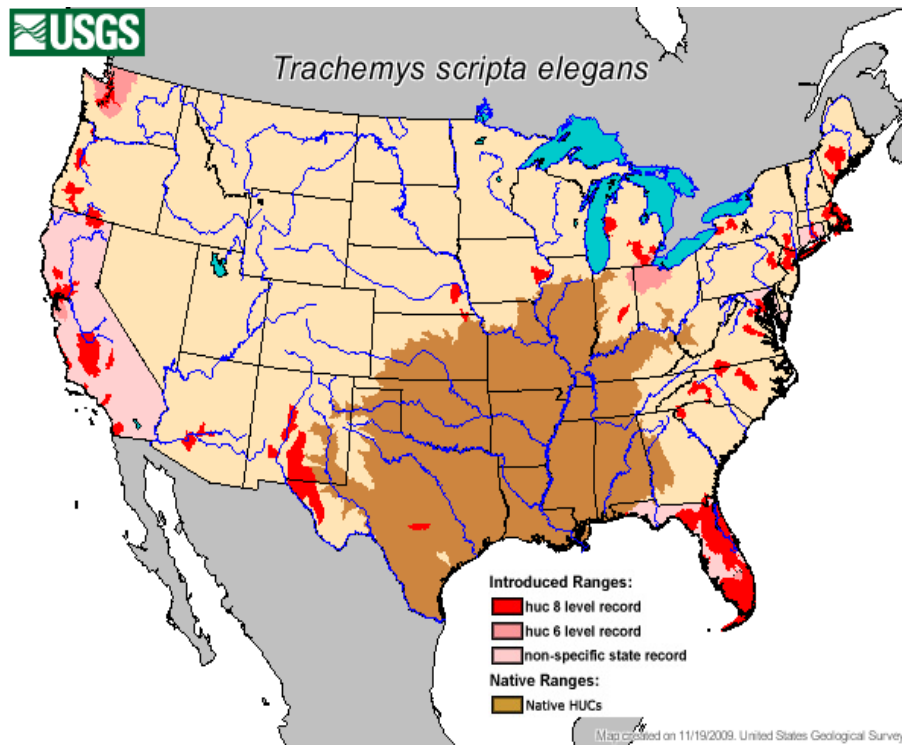 USGS
Trachemys scripta elegans
Introduced Ranges:
huc 8 level record
huc 6 level record
non-specific state record
Native Ranges:
Native HUCs
Map created on 11/19/2009. United States Geological Survey